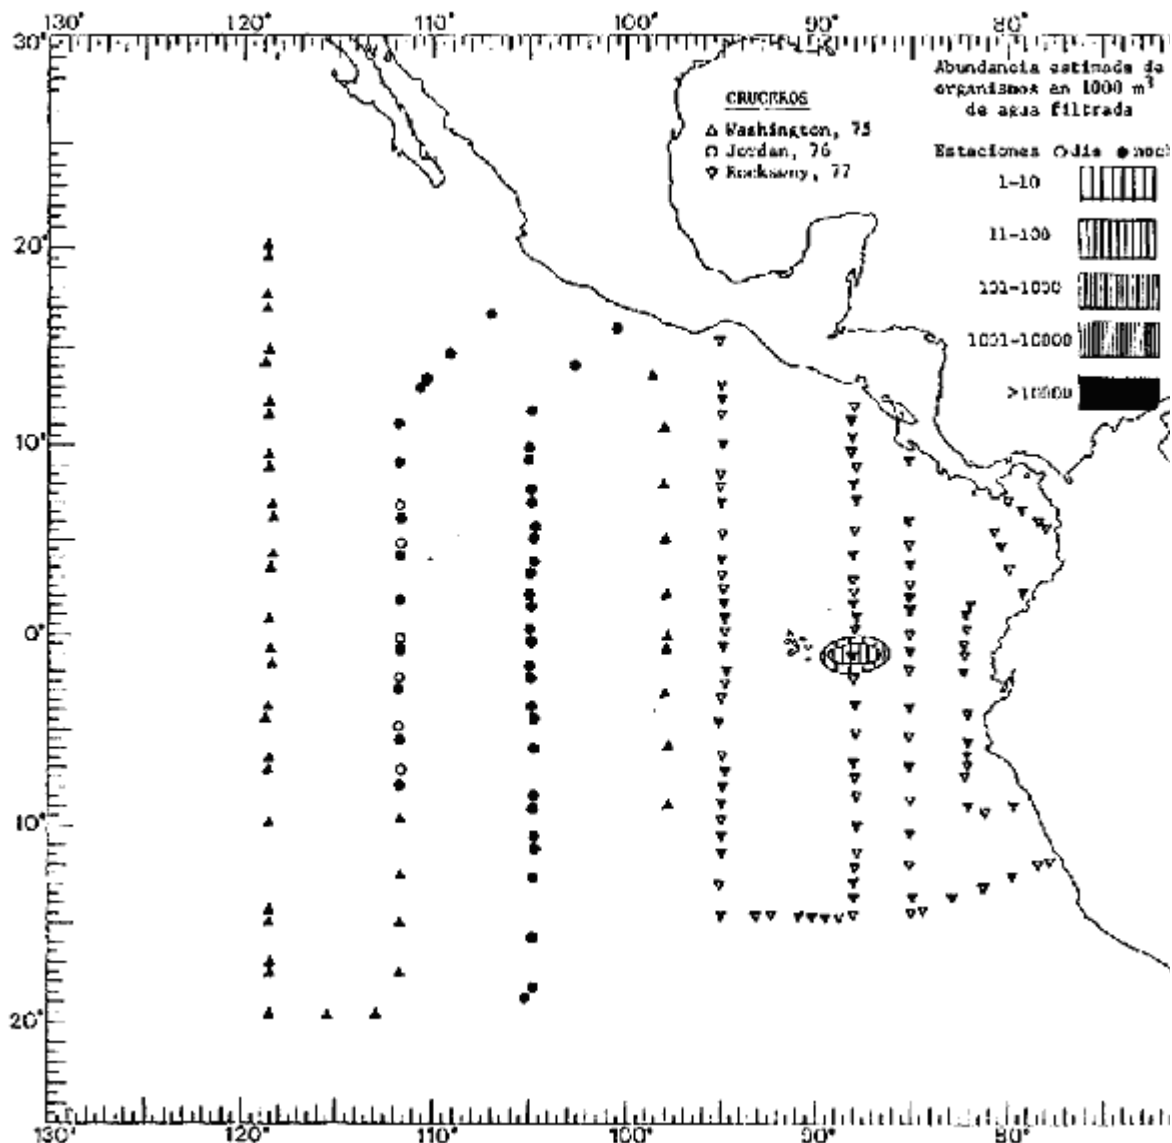 130° 120° 110° 100° 90° 80°
30°
20°
10°
0°
10°
20°
130° 120° 110° 100° 90° 80°
CRUCEROS
Washington, 75
Jordan, 76
Rockaway, 77
Abundancia estimada de
organismos en 1000 m³
de agua filtrada
Estaciones dia noch
1-10
11-100
101-1000
1001-10000
>10000